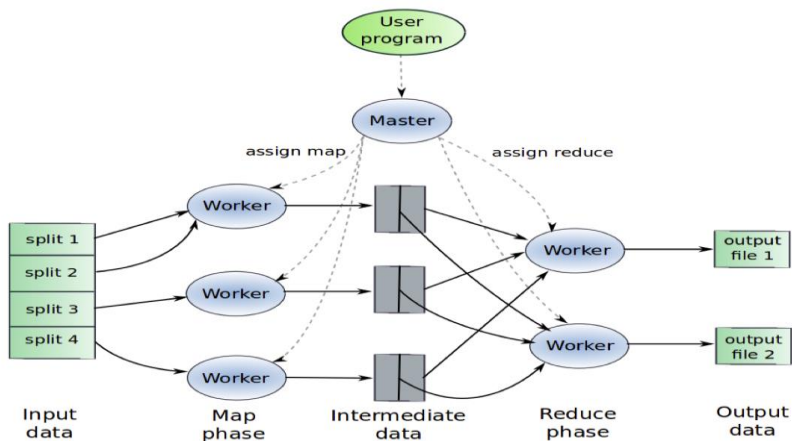 User
program
Master
assign map
assign reduce
Worker
split 1
split 2
split 3
split 4
Worker
Worker
Worker
Worker
output
file 1
output
file 2
Input
data
Map
phase
Intermediate
data
Reduce
phase
Output
data